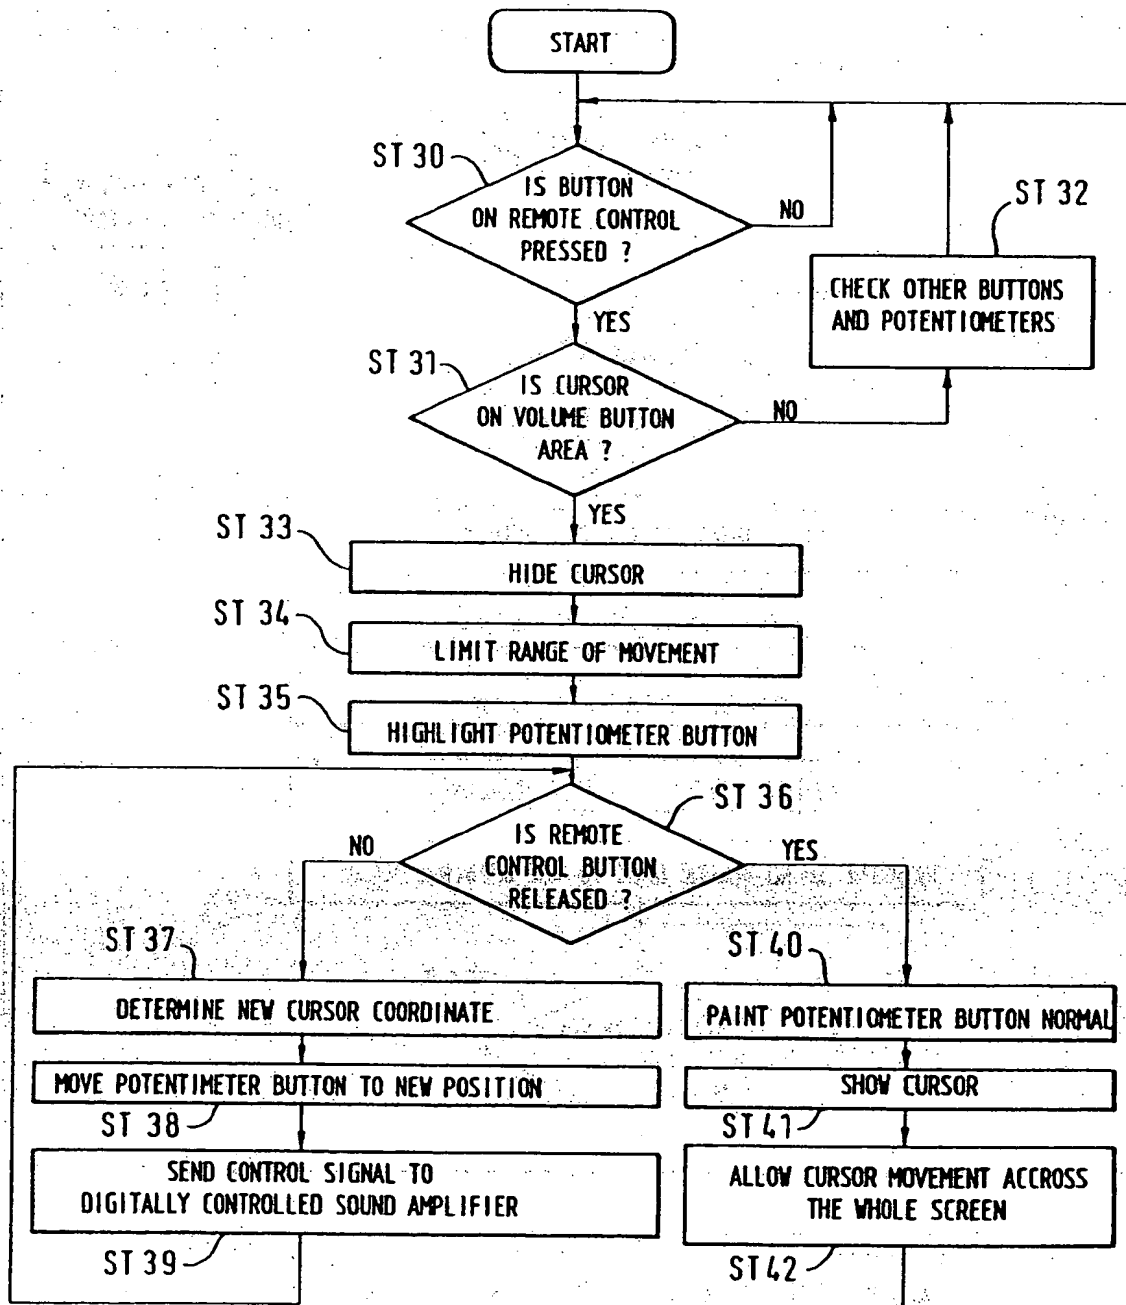 START
ST 30
IS BUTTON
ON REMOTE CONTROL
PRESSED ?
NO
ST 32
CHECK OTHER BUTTONS
AND POTENTIOMETERS
YES
ST 31
IS CURSOR
ON VOLUME BUTTON
AREA ?
NO
YES
ST 33
HIDE CURSOR
ST 34
LIMIT RANGE OF MOVEMENT
ST 35
HIGHLIGHT POTENTIOMETER BUTTON
ST 36
IS REMOTE
CONTROL BUTTON
RELEASED ?
NO
YES
ST 37
DETERMINE NEW CURSOR COORDINATE
MOVE POTENTIMETER BUTTON TO NEW POSITION
ST 38
SEND CONTROL SIGNAL TO
DIGITALLY CONTROLLED SOUND AMPLIFIER
ST 39
ST 40
PAINT POTENTIOMETER BUTTON NORMAL
SHOW CURSOR
ST 41
ALLOW CURSOR MOVEMENT ACCROSS
THE WHOLE SCREEN
ST 42